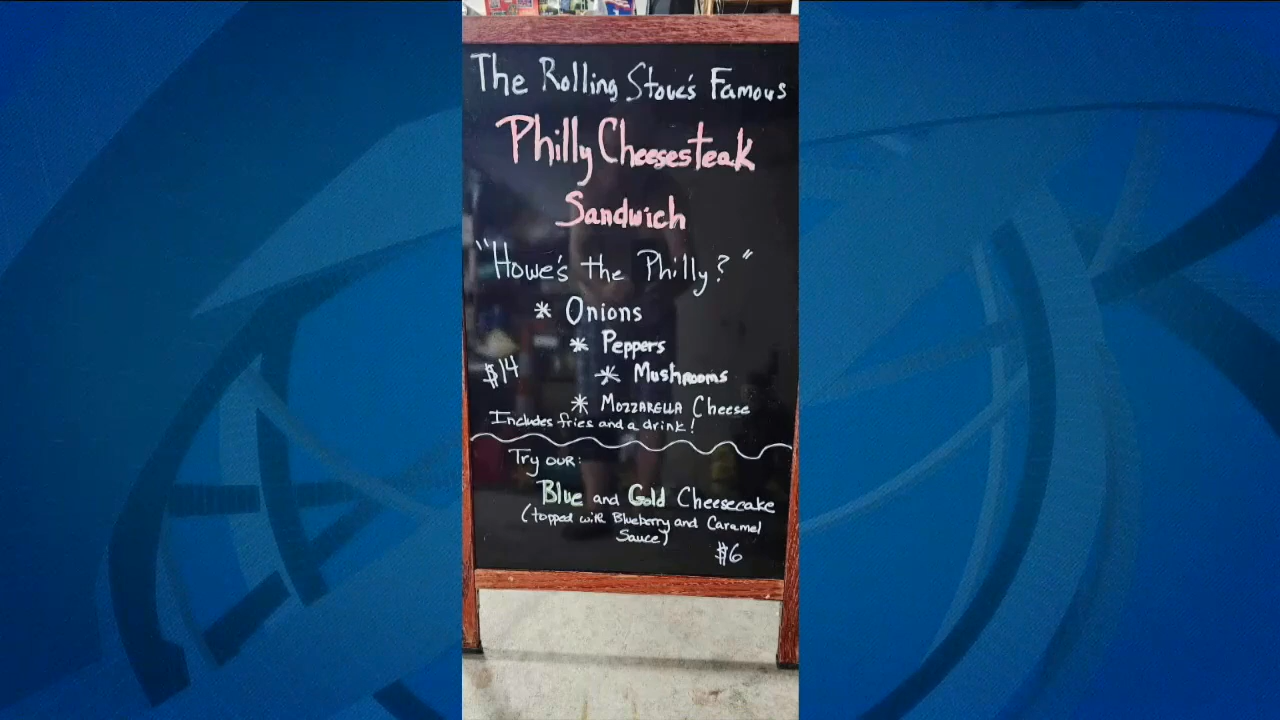 The Rolling Stove's Famous
Philly Cheesesteak
Sandwich
"Howe's the Philly?"
* Onions
* Peppers
$14
* Mushrooms
* Mozzarella Cheese
Includes fries and a drink!
Try our:
Blue and Gold Cheesecake
(topped with Blueberry and Caramel
Sauce)
$6